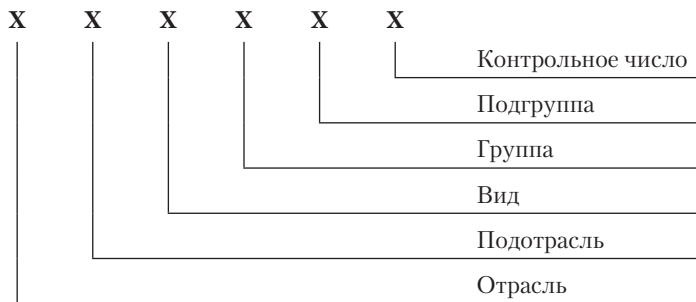 X X X X X X
Контрольное число
Подгруппа
Группа
Вид
Подотрасль
Отрасль